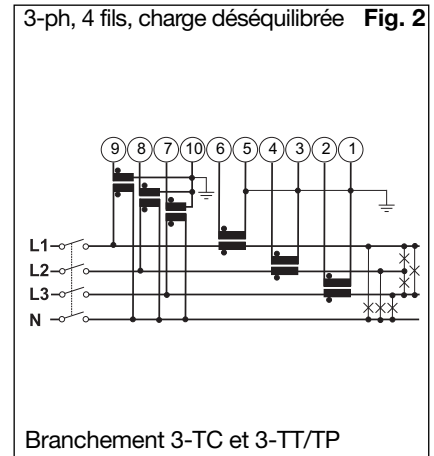 3-ph, 4 fils, charge déséquilibrée Fig. 2
9 8 7 10 6 5 4 3 2 1
L1
L2
L3
N
Branchement 3-TC et 3-TT/TP